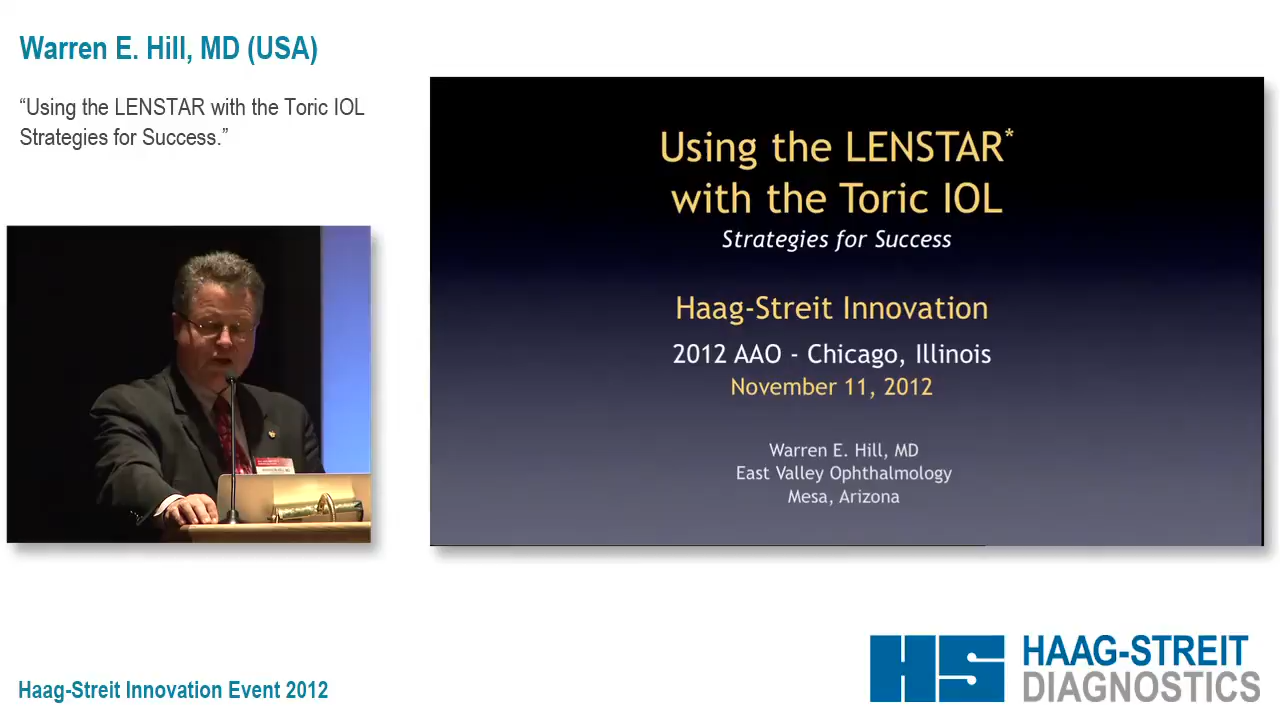 Warren E. Hill, MD (USA)
“Using the LENSTAR with the Toric IOL
Strategies for Success.”
Using the LENSTAR*
with the Toric IOL
Strategies for Success
Haag-Streit Innovation
2012 AAO - Chicago, Illinois
November 11, 2012
Warren E. Hill, MD
East Valley Ophthalmology
Mesa, Arizona
Haag-Streit Innovation Event 2012
HS HAAG-STREIT
DIAGNOSTICS